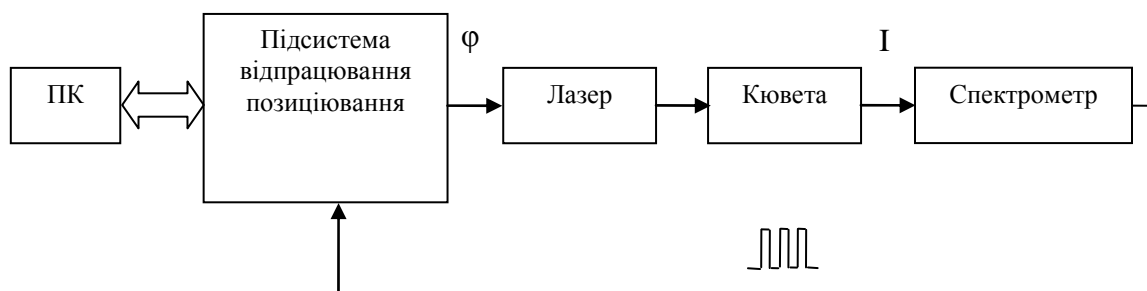 ПК
Підсистема
відпрацювання
позиціювання
φ
Лазер
Кювета
I
Спектрометр